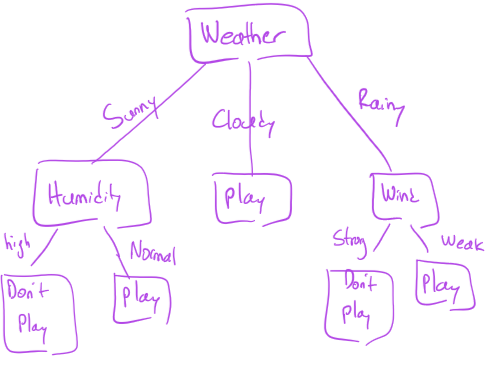 Weather
Sunny
Cloudy
Rainy
Humidity
Play
Wind
high
Normal
Strong
Weak
Don't
Play
Play
Don't
Play
Play